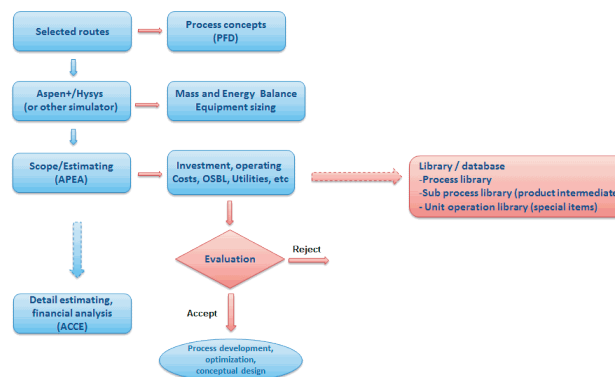 Selected routes
Process concepts
(PFD)
Aspen+/Hysys
(or other simulator)
Mass and Energy Balance
Equipment sizing
Scope/Estimating
(APEA)
Investment, operating
Costs, OSBL, Utilities, etc
Library / database
-Process library
-Sub process library (product intermediate
- Unit operation library (special items)
Evaluation
Reject
Accept
Detail estimating,
financial analysis
(ACCE)
Process development,
optimization,
conceptual design